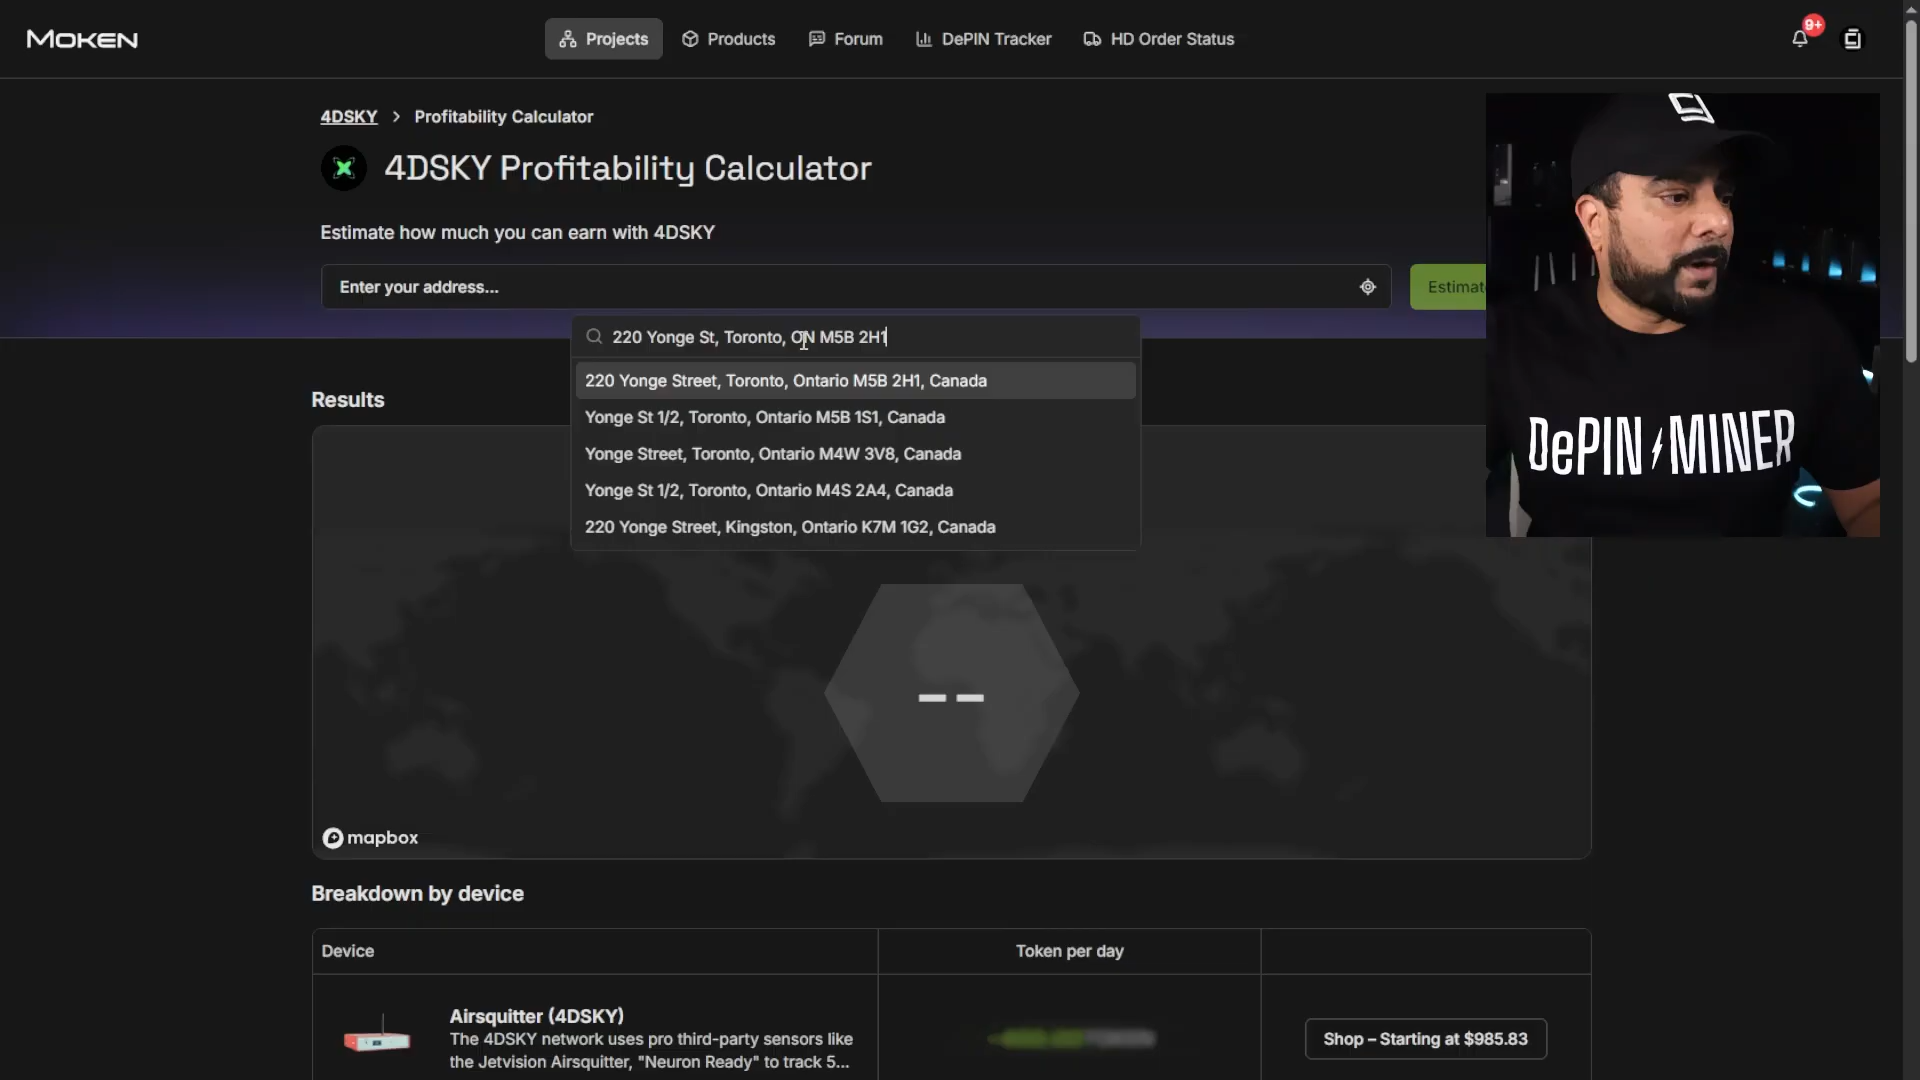 MOKEN
Projects
Products
Forum
DePIN Tracker
HD Order Status
9+
4DSKY > Profitability Calculator
4DSKY Profitability Calculator
Estimate how much you can earn with 4DSKY
Enter your address...
Estimat
220 Yonge St, Toronto, ON M5B 2H1
220 Yonge Street, Toronto, Ontario M5B 2H1, Canada
Yonge St 1/2, Toronto, Ontario M5B 1S1, Canada
Yonge Street, Toronto, Ontario M4W 3V8, Canada
Yonge St 1/2, Toronto, Ontario M4S 2A4, Canada
220 Yonge Street, Kingston, Ontario K7M 1G2, Canada
DePIN MINER
Results
mapbox
Breakdown by device
Device
Token per day
Airsquitter (4DSKY)
The 4DSKY network uses pro third-party sensors like
the Jetvision Airsquitter, "Neuron Ready" to track 5...
Shop – Starting at $985.83